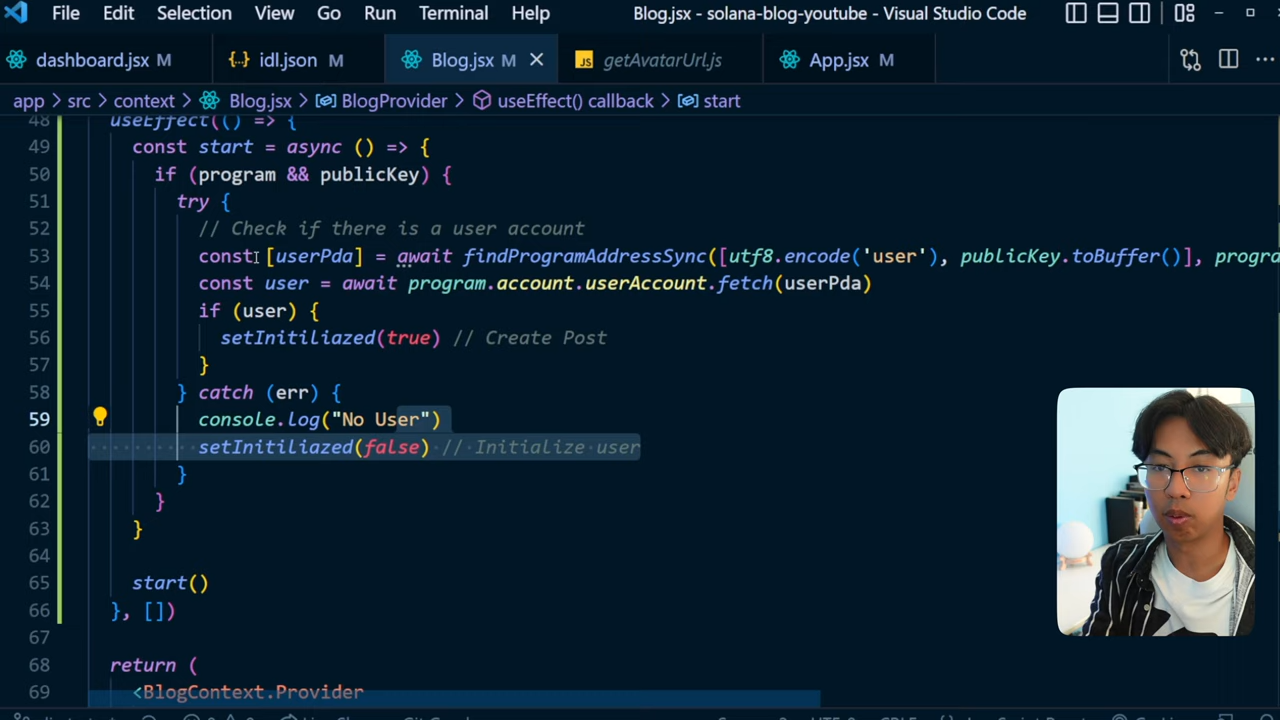 File Edit Selection View Go Run Terminal Help Blog.jsx - solana-blog-youtube - Visual Studio Code
dashboard.jsx M {..} idl.json M Blog.jsx M JS getAvatarUrl.js App.jsx M
app > src > context > Blog.jsx > BlogProvider > useEffect() callback > start
48 useEffect(() => {
49 const start = async () => {
50 if (program && publicKey) {
51 try {
52 // Check if there is a user account
53 const [userPda] = await findProgramAddressSync([utf8.encode('user'), publicKey.toBuffer()], progra
54 const user = await program.account.userAccount.fetch(userPda)
55 if (user) {
56 setInitiliazed(true) // Create Post
57 }
58 } catch (err) {
59 console.log("No User")
60 setInitiliazed(false) // Initialize user
61 }
62 }
63 }
64
65 start()
66 }, [])
67
68 return (
69 <BlogContext.Provider